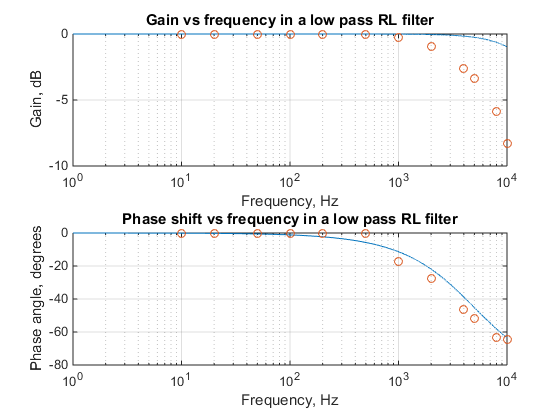 Gain vs frequency in a low pass RL filter
0
-5
-10
Gain, dB
10^0 10^1 10^2 10^3 10^4
Frequency, Hz
Phase shift vs frequency in a low pass RL filter
0
-20
-40
-60
-80
Phase angle, degrees
10^0 10^1 10^2 10^3 10^4
Frequency, Hz